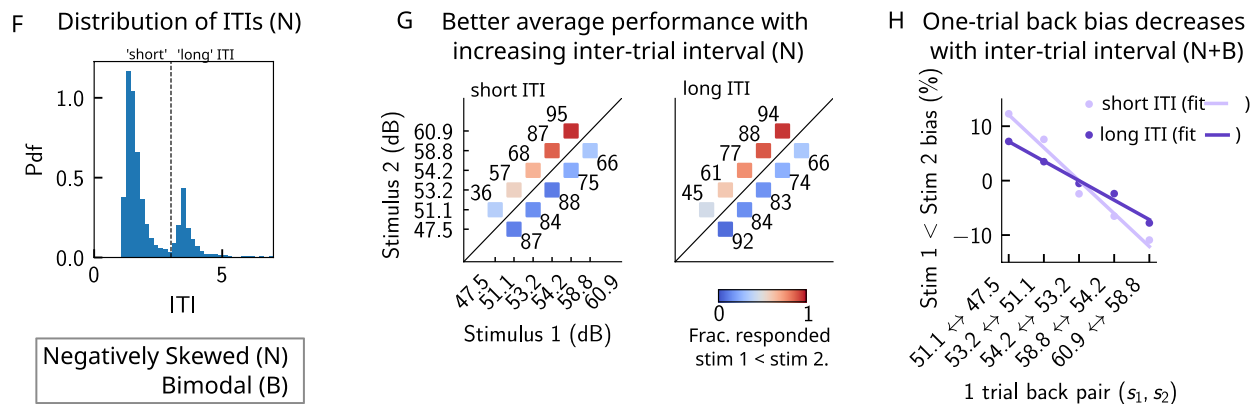 F
Distribution of ITIs (N)
'short' 'long' ITI
Pdf
1.0
0.5
0.0
0
5
ITI
Negatively Skewed (N)
Bimodal (B)
G
Better average performance with
increasing inter-trial interval (N)
short ITI
Stimulus 2 (dB)
60.9
58.8
54.2
53.2
51.1
47.5
95
87
68
57
36
66
75
88
84
87
47.5
51.1
53.2
54.2
58.8
60.9
Stimulus 1 (dB)
long ITI
94
88
77
61
45
66
74
83
84
92
0
1
Frac. responded
stim 1 < stim 2.
H
One-trial back bias decreases
with inter-trial interval (N+B)
Stim 1 < Stim 2 bias (%)
10
0
−10
short ITI (fit )
long ITI (fit )
51.1 ↔ 47.5
53.2 ↔ 51.1
54.2 ↔ 53.2
58.8 ↔ 54.2
60.9 ↔ 58.8
1 trial back pair (s₁, s₂)